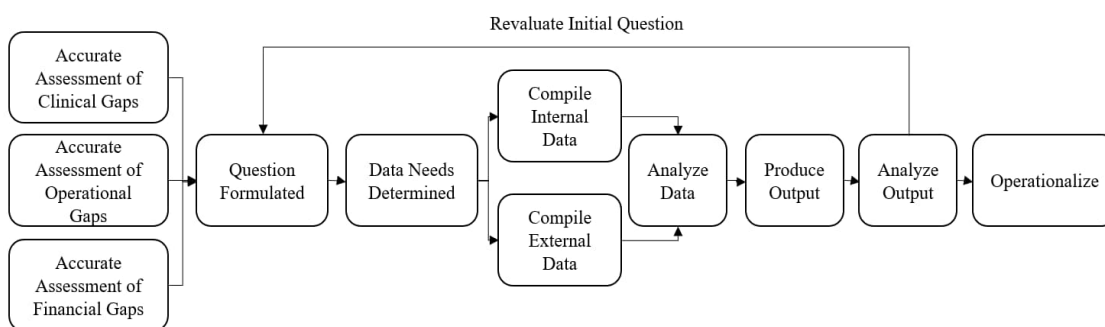 Revaluate Initial Question
Accurate
Assessment of
Clinical Gaps
Accurate
Assessment of
Operational
Gaps
Accurate
Assessment of
Financial Gaps
Question
Formulated
Data Needs
Determined
Compile
Internal
Data
Compile
External
Data
Analyze
Data
Produce
Output
Analyze
Output
Operationalize